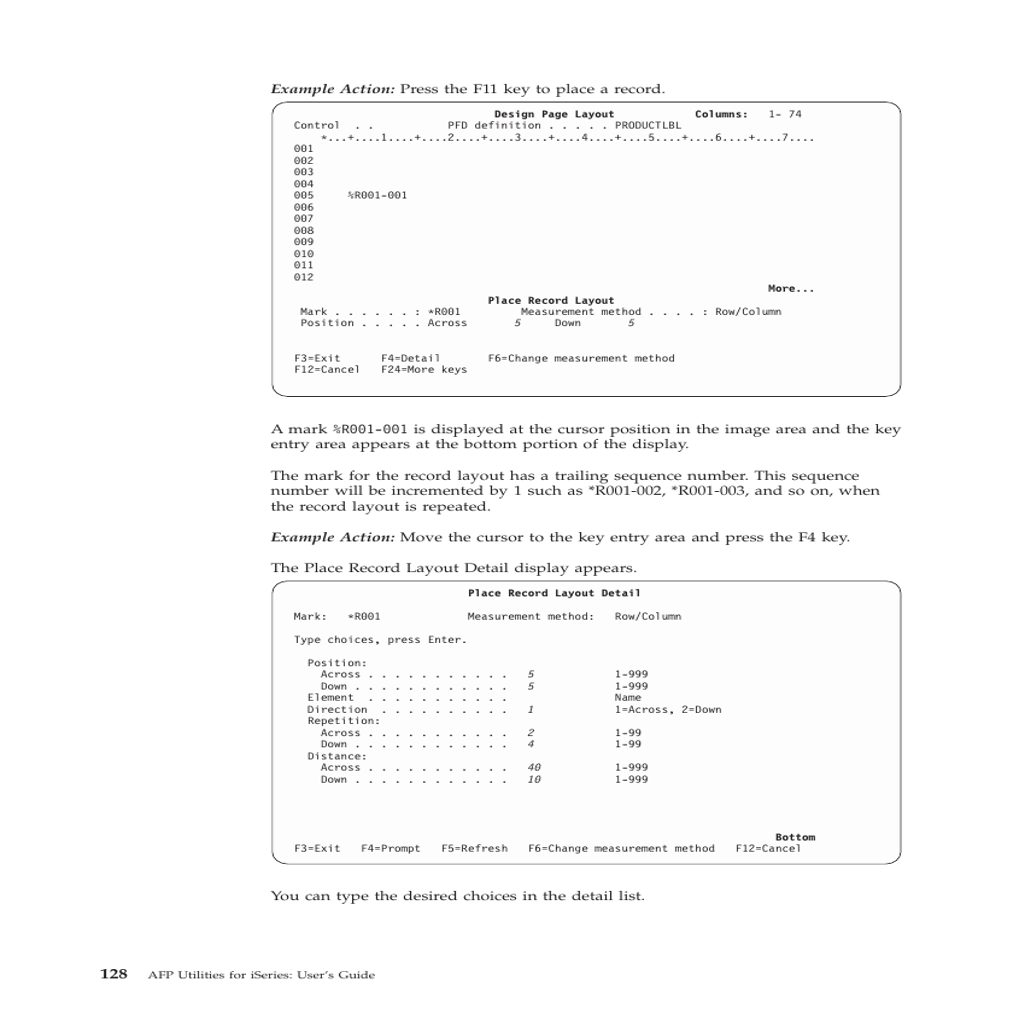 Example Action: Press the F11 key to place a record.
Design Page Layout Columns: 1- 74
Control . . PFD definition . . . . . PRODUCTLBL
*...+....1....+....2....+....3....+....4....+....5....+....6....+....7....
001
002
003
004
005 %R001-001
006
007
008
009
010
011
012
More...
Place Record Layout
Mark . . . . . . : *R001 Measurement method . . . . : Row/Column
Position . . . . . Across 5 Down 5
F3=Exit F4=Detail F6=Change measurement method
F12=Cancel F24=More keys
A mark %R001-001 is displayed at the cursor position in the image area and the key
entry area appears at the bottom portion of the display.
The mark for the record layout has a trailing sequence number. This sequence
number will be incremented by 1 such as *R001-002, *R001-003, and so on, when
the record layout is repeated.
Example Action: Move the cursor to the key entry area and press the F4 key.
The Place Record Layout Detail display appears.
Place Record Layout Detail
Mark: *R001 Measurement method: Row/Column
Type choices, press Enter.
Position:
Across . . . . . . . . . . . 5 1-999
Down . . . . . . . . . . . . 5 1-999
Element . . . . . . . . . . . Name
Direction . . . . . . . . . . 1 1=Across, 2=Down
Repetition:
Across . . . . . . . . . . . 2 1-99
Down . . . . . . . . . . . . 4 1-99
Distance:
Across . . . . . . . . . . . 40 1-999
Down . . . . . . . . . . . . 10 1-999
Bottom
F3=Exit F4=Prompt F5=Refresh F6=Change measurement method F12=Cancel
You can type the desired choices in the detail list.
128 AFP Utilities for iSeries: User's Guide